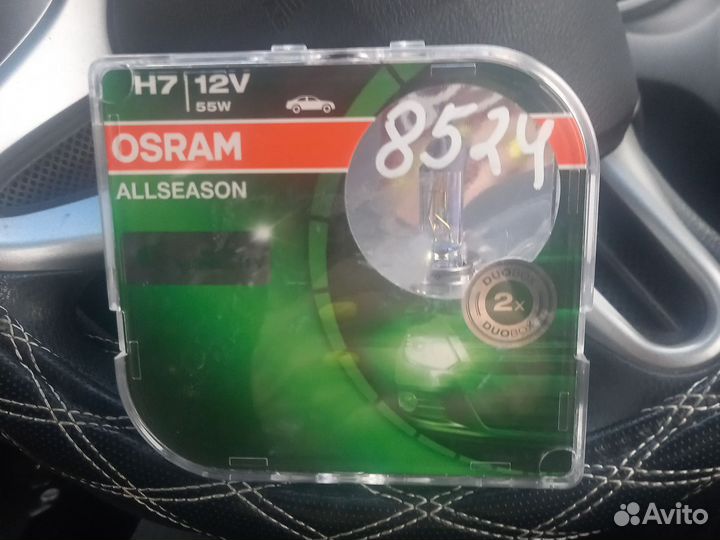 H7 12V
55W
OSRAM
8524
ALLSEASON
DUOBOX
2x
DUOBOX
Avito